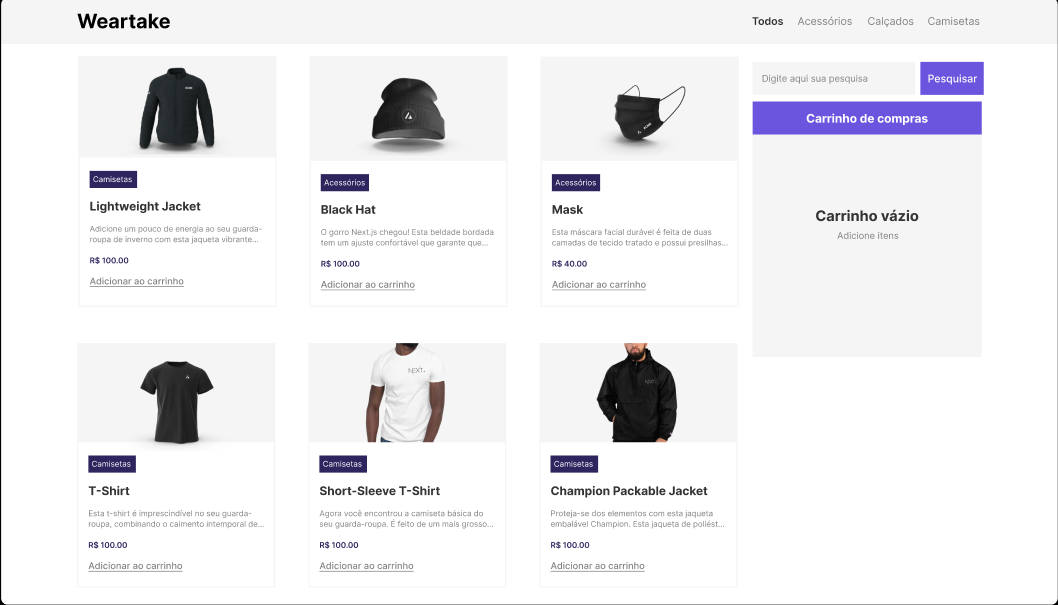 Weartake
Todos Acessórios Calçados Camisetas
Digite aqui sua pesquisa
Pesquisar
Carrinho de compras
Carrinho vázio
Adicione itens
Camisetas
Lightweight Jacket
Adicione um pouco de energia ao seu guarda-
roupa de inverno com esta jaqueta vibrante...
R$ 100.00
Adicionar ao carrinho
Acessórios
Black Hat
O gorro Next.js chegou! Esta beldade bordada
tem um ajuste confortável que garante que...
R$ 100.00
Adicionar ao carrinho
Acessórios
Mask
Esta máscara facial durável é feita de duas
camadas de tecido tratado e possui presilhas...
R$ 40.00
Adicionar ao carrinho
Camisetas
T-Shirt
Esta t-shirt é imprescindível no seu guarda-
roupa, combinando o caimento intemporal de...
R$ 100.00
Adicionar ao carrinho
NEXT
Camisetas
Short-Sleeve T-Shirt
Agora você encontrou a camiseta básica do
seu guarda-roupa. É feito de um mais grosso...
R$ 100.00
Adicionar ao carrinho
Camisetas
Champion Packable Jacket
Proteja-se dos elementos com esta jaqueta
embalável Champion. Esta jaqueta de poliést...
R$ 100.00
Adicionar ao carrinho